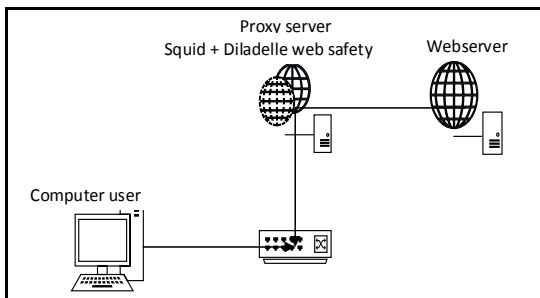 Proxy server
Squid + Diladelle web safety
Webserver
Computer user